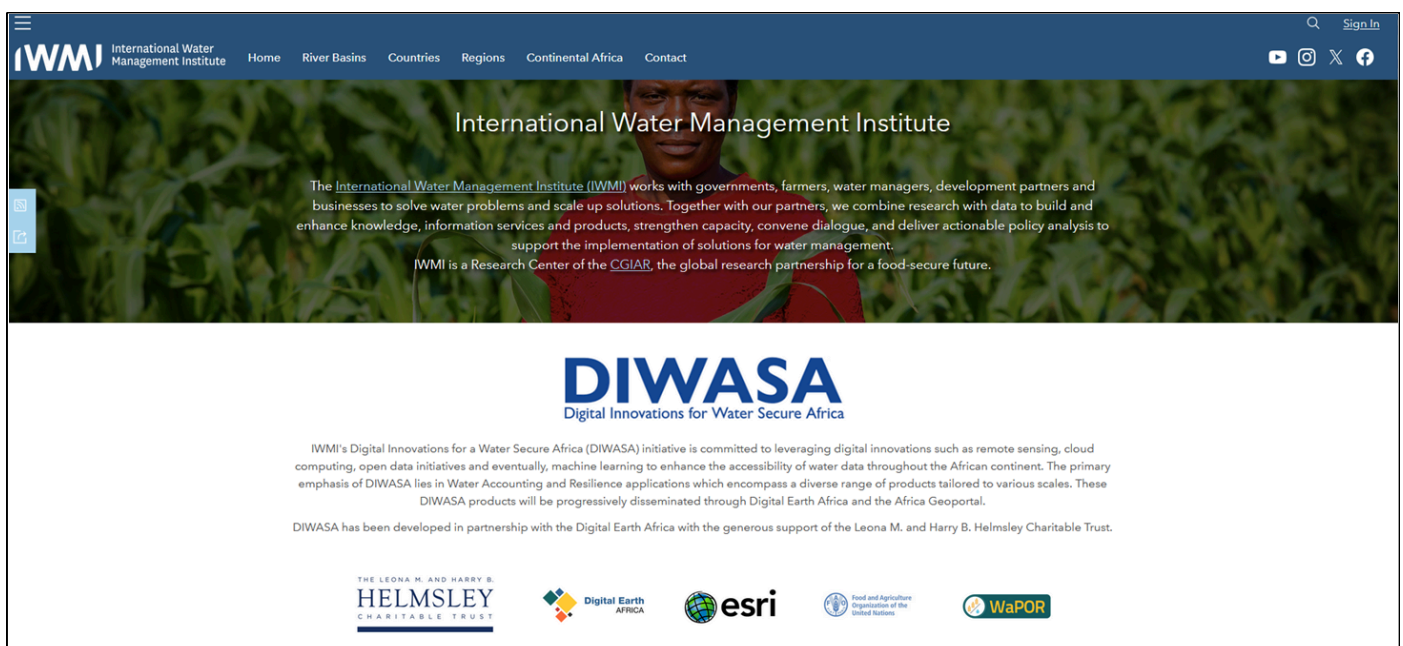 Sign In
IWMI International Water
Management Institute
Home River Basins Countries Regions Continental Africa Contact
International Water Management Institute
The International Water Management Institute (IWMI) works with governments, farmers, water managers, development partners and
businesses to solve water problems and scale up solutions. Together with our partners, we combine research with data to build and
enhance knowledge, information services and products, strengthen capacity, convene dialogue, and deliver actionable policy analysis to
support the implementation of solutions for water management.
IWMI is a Research Center of the CGIAR, the global research partnership for a food-secure future.
DIWASA
Digital Innovations for Water Secure Africa
IWMI's Digital Innovations for a Water Secure Africa (DIWASA) initiative is committed to leveraging digital innovations such as remote sensing, cloud
computing, open data initiatives and eventually, machine learning to enhance the accessibility of water data throughout the African continent. The primary
emphasis of DIWASA lies in Water Accounting and Resilience applications which encompass a diverse range of products tailored to various scales. These
DIWASA products will be progressively disseminated through Digital Earth Africa and the Africa Geoportal.
DIWASA has been developed in partnership with the Digital Earth Africa with the generous support of the Leona M. and Harry B. Helmsley Charitable Trust.
THE LEONA M. AND HARRY B.
HELMSLEY
CHARITABLE TRUST
Digital Earth
AFRICA
esri
Food and Agriculture
Organization of the
United Nations
WaPOR